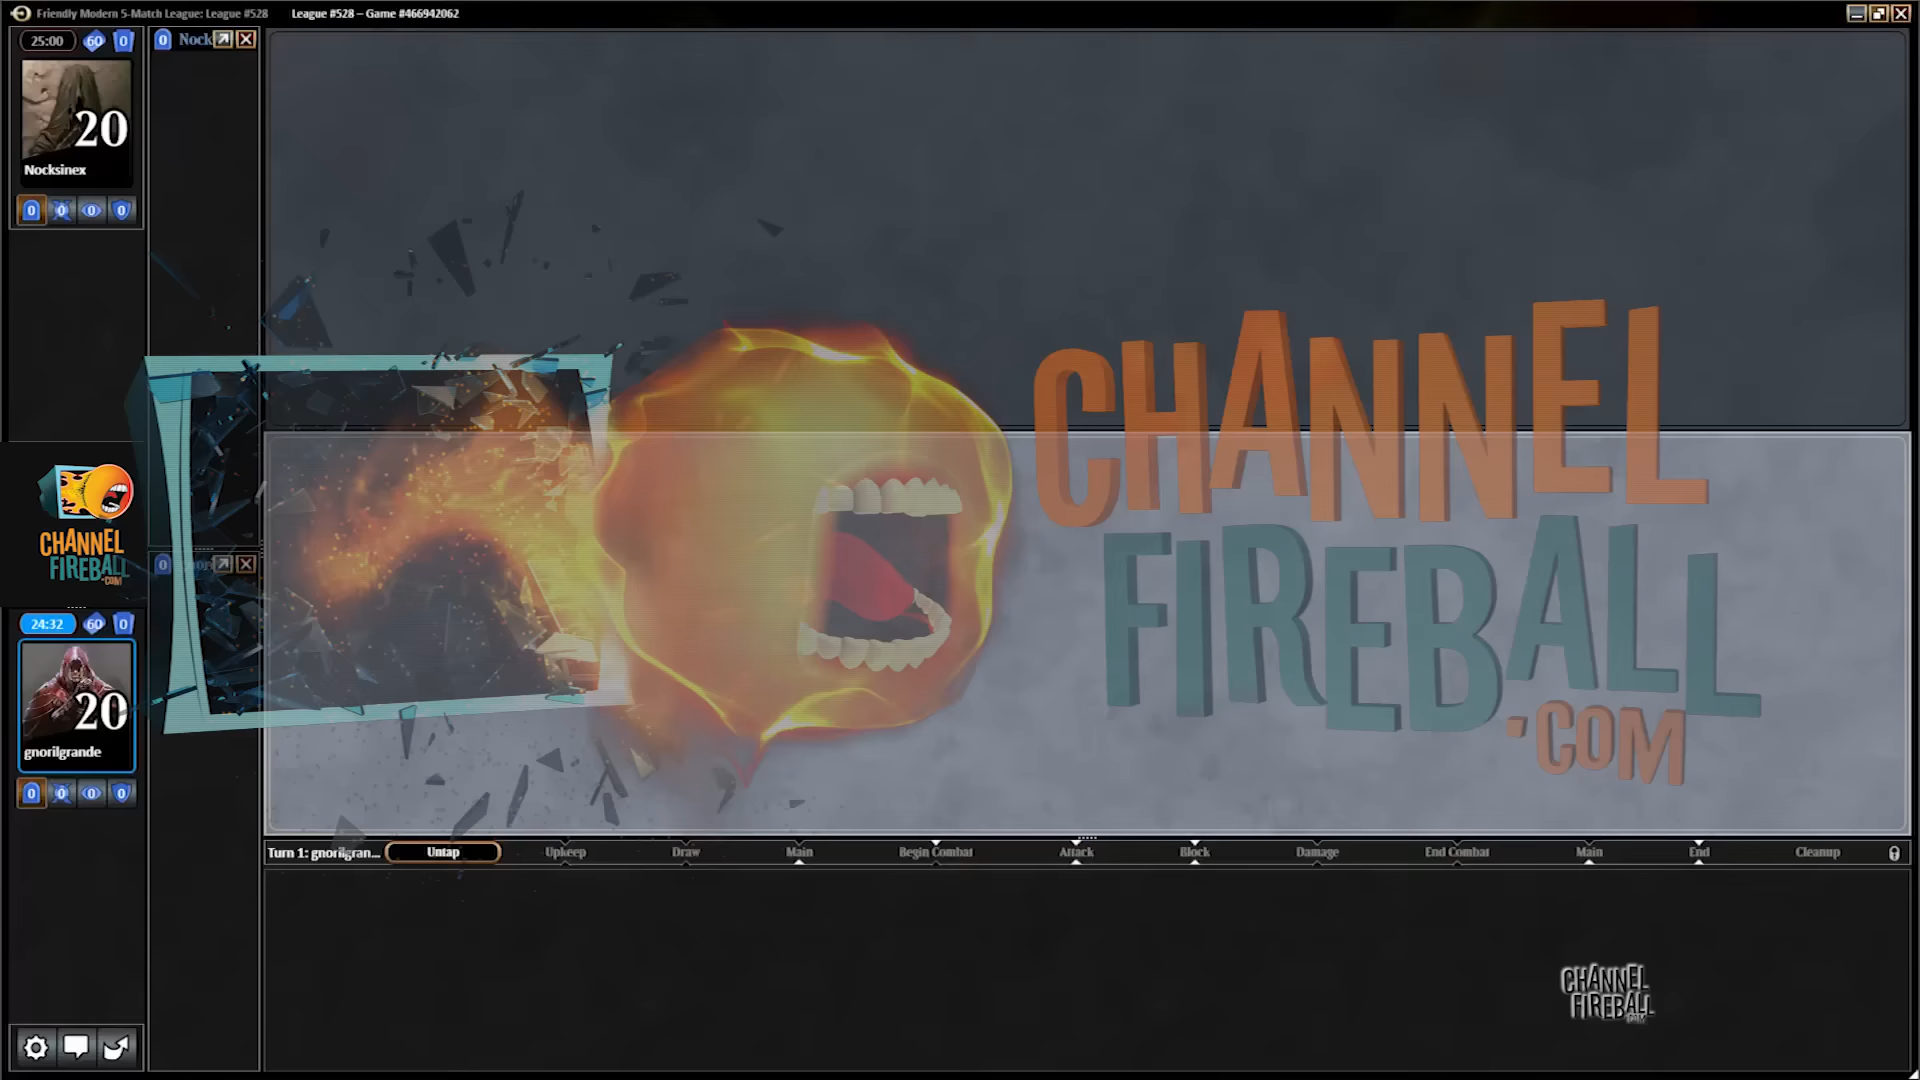 Friendly Modern 5-Match League: League #528
League #528 – Game #466942062
25:00 60 0
20
Nocksinex
0 0 0 0
0 Nock
CHANNEL
FIREBALL
.COM
CHANNEL
FIREBALL
.COM
0
24:32 60 0
20
gnorilgrande
0 0 0 0
Turn 1: gnorilgran... Untap Upkeep Draw Main Begin Combat Attack Block Damage End Combat Main End Cleanup
CHANNEL
FIREBALL
.COM